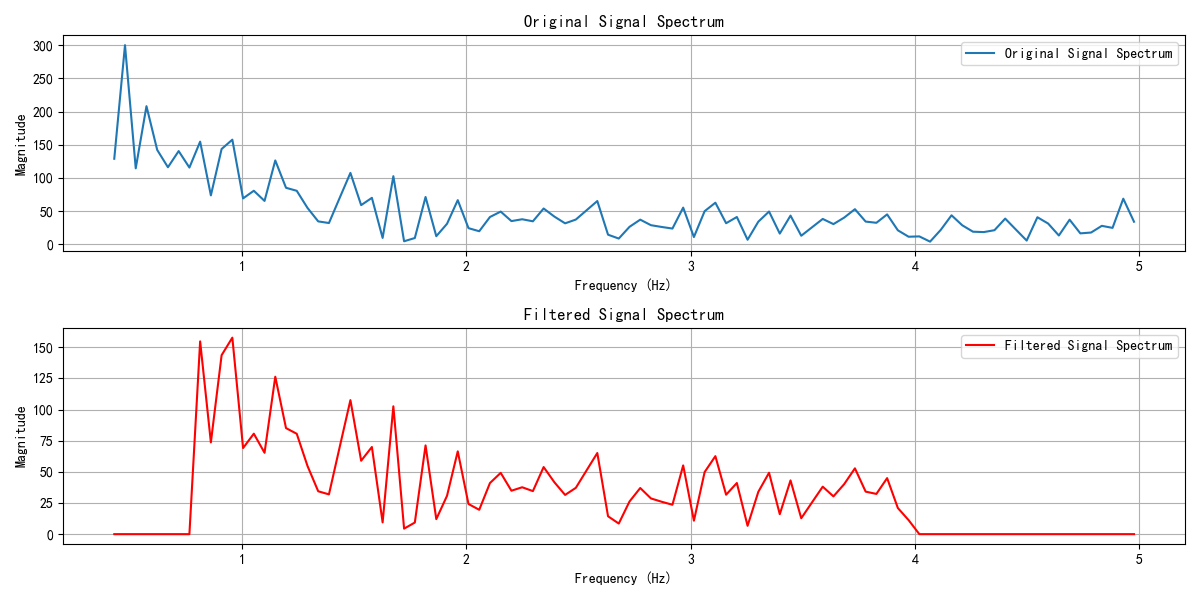 Original Signal Spectrum
Original Signal Spectrum
Magnitude
300
250
200
150
100
50
0
1 2 3 4 5
Frequency (Hz)
Filtered Signal Spectrum
Filtered Signal Spectrum
Magnitude
150
125
100
75
50
25
0
1 2 3 4 5
Frequency (Hz)